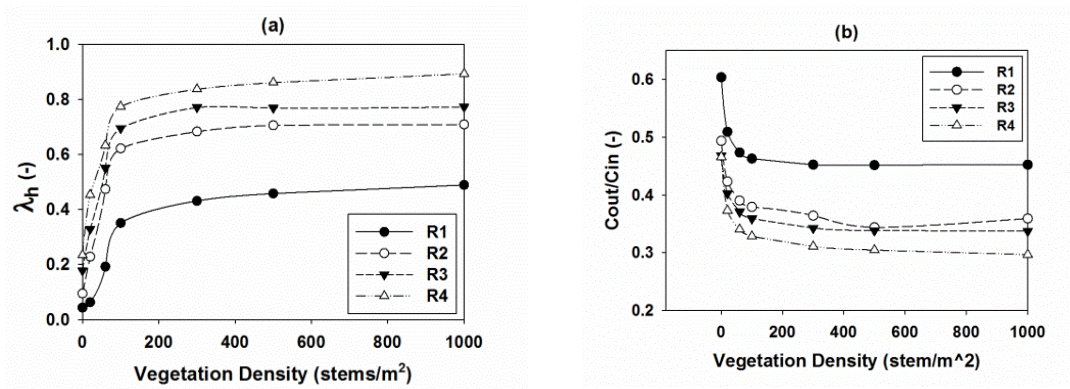 (a)
1.0
0.8
0.6
0.4
0.2
0.0
λh (-)
0 200 400 600 800 1000
Vegetation Density (stems/m²)
R1
R2
R3
R4
(b)
0.6
0.5
0.4
0.3
0.2
Cout/Cin (-)
0 200 400 600 800 1000
Vegetation Density (stem/m^2)
R1
R2
R3
R4